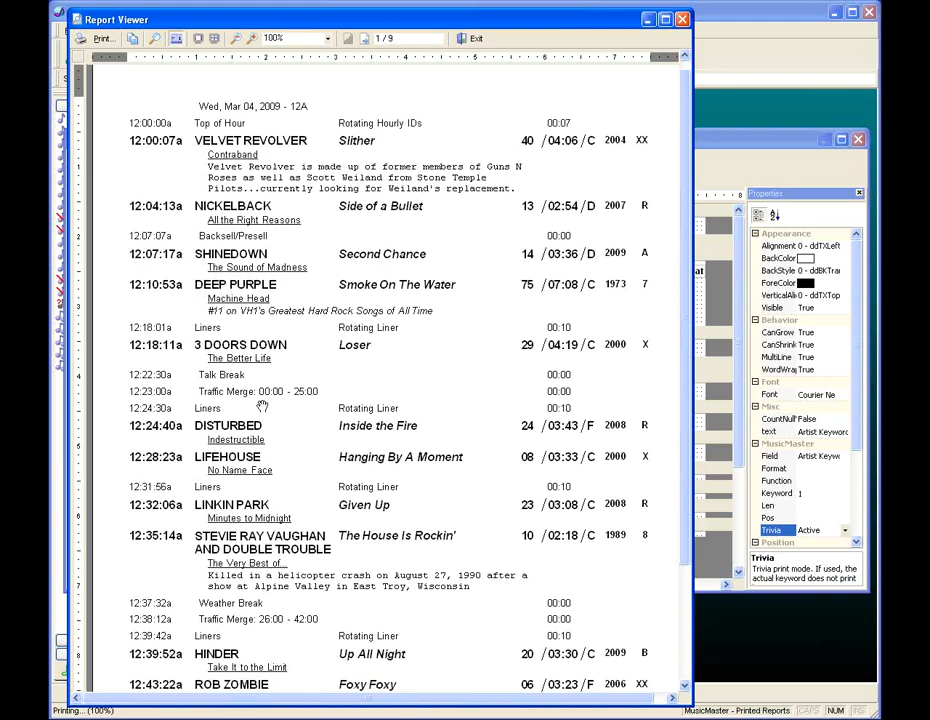 Report Viewer
Print...
100%
1 / 9
Exit
1 2 3 4 5 6 7
Wed, Mar 04, 2009 - 12A
12:00:00a Top of Hour Rotating Hourly IDs 00:07
12:00:07a VELVET REVOLVER Slither 40 /04:06 /C 2004 XX
Contraband
Velvet Revolver is made up of former members of Guns N
Roses as well as Scott Weiland from Stone Temple
Pilots...currently looking for Weiland's replacement.
12:04:13a NICKELBACK Side of a Bullet 13 /02:54 /D 2007 R
All the Right Reasons
12:07:07a Backsell/Presell 00:00
12:07:17a SHINEDOWN Second Chance 14 /03:36 /D 2009 A
The Sound of Madness
12:10:53a DEEP PURPLE Smoke On The Water 75 /07:08 /C 1973 7
Machine Head
#11 on VH1's Greatest Hard Rock Songs of All Time
12:18:01a Liners Rotating Liner 00:10
12:18:11a 3 DOORS DOWN Loser 29 /04:19 /C 2000 X
The Better Life
12:22:30a Talk Break 00:00
12:23:00a Traffic Merge: 00:00 - 25:00 00:00
12:24:30a Liners Rotating Liner 00:10
12:24:40a DISTURBED Inside the Fire 24 /03:43 /F 2008 R
Indestructible
12:28:23a LIFEHOUSE Hanging By A Moment 08 /03:33 /C 2000 X
No Name Face
12:31:56a Liners Rotating Liner 00:10
12:32:06a LINKIN PARK Given Up 23 /03:08 /C 2008 R
Minutes to Midnight
12:35:14a STEVIE RAY VAUGHAN The House Is Rockin' 10 /02:18 /C 1989 8
AND DOUBLE TROUBLE
The Very Best of...
Killed in a helicopter crash on August 27, 1990 after a
show at Alpine Valley in East Troy, Wisconsin
12:37:32a Weather Break 00:00
12:38:12a Traffic Merge: 26:00 - 42:00 00:00
12:39:42a Liners Rotating Liner 00:10
12:39:52a HINDER Up All Night 20 /03:30 /C 2009 B
Take It to the Limit
12:43:22a ROB ZOMBIE Foxy Foxy 06 /03:23 /F 2006 XX
Properties
Appearance
Alignment 0 - ddTXLeft
BackColor
BackStyle 0 - ddBKTra
ForeColor
VerticalAli 0 - ddTXTop
Visible True
Behavior
CanGrow True
CanShrink True
MultiLine True
WordWrap True
Font
Font Courier Ne
Misc
CountNull False
text Artist Keyword
MusicMaster
Field Artist Keyw
Format
Function
Keyword 1
Len
Pos
Trivia Active
Position
Trivia
Trivia print mode. If used, the
actual keyword does not print
Printing... (100%)
MusicMaster - Printed Reports
CAPS NUM INS